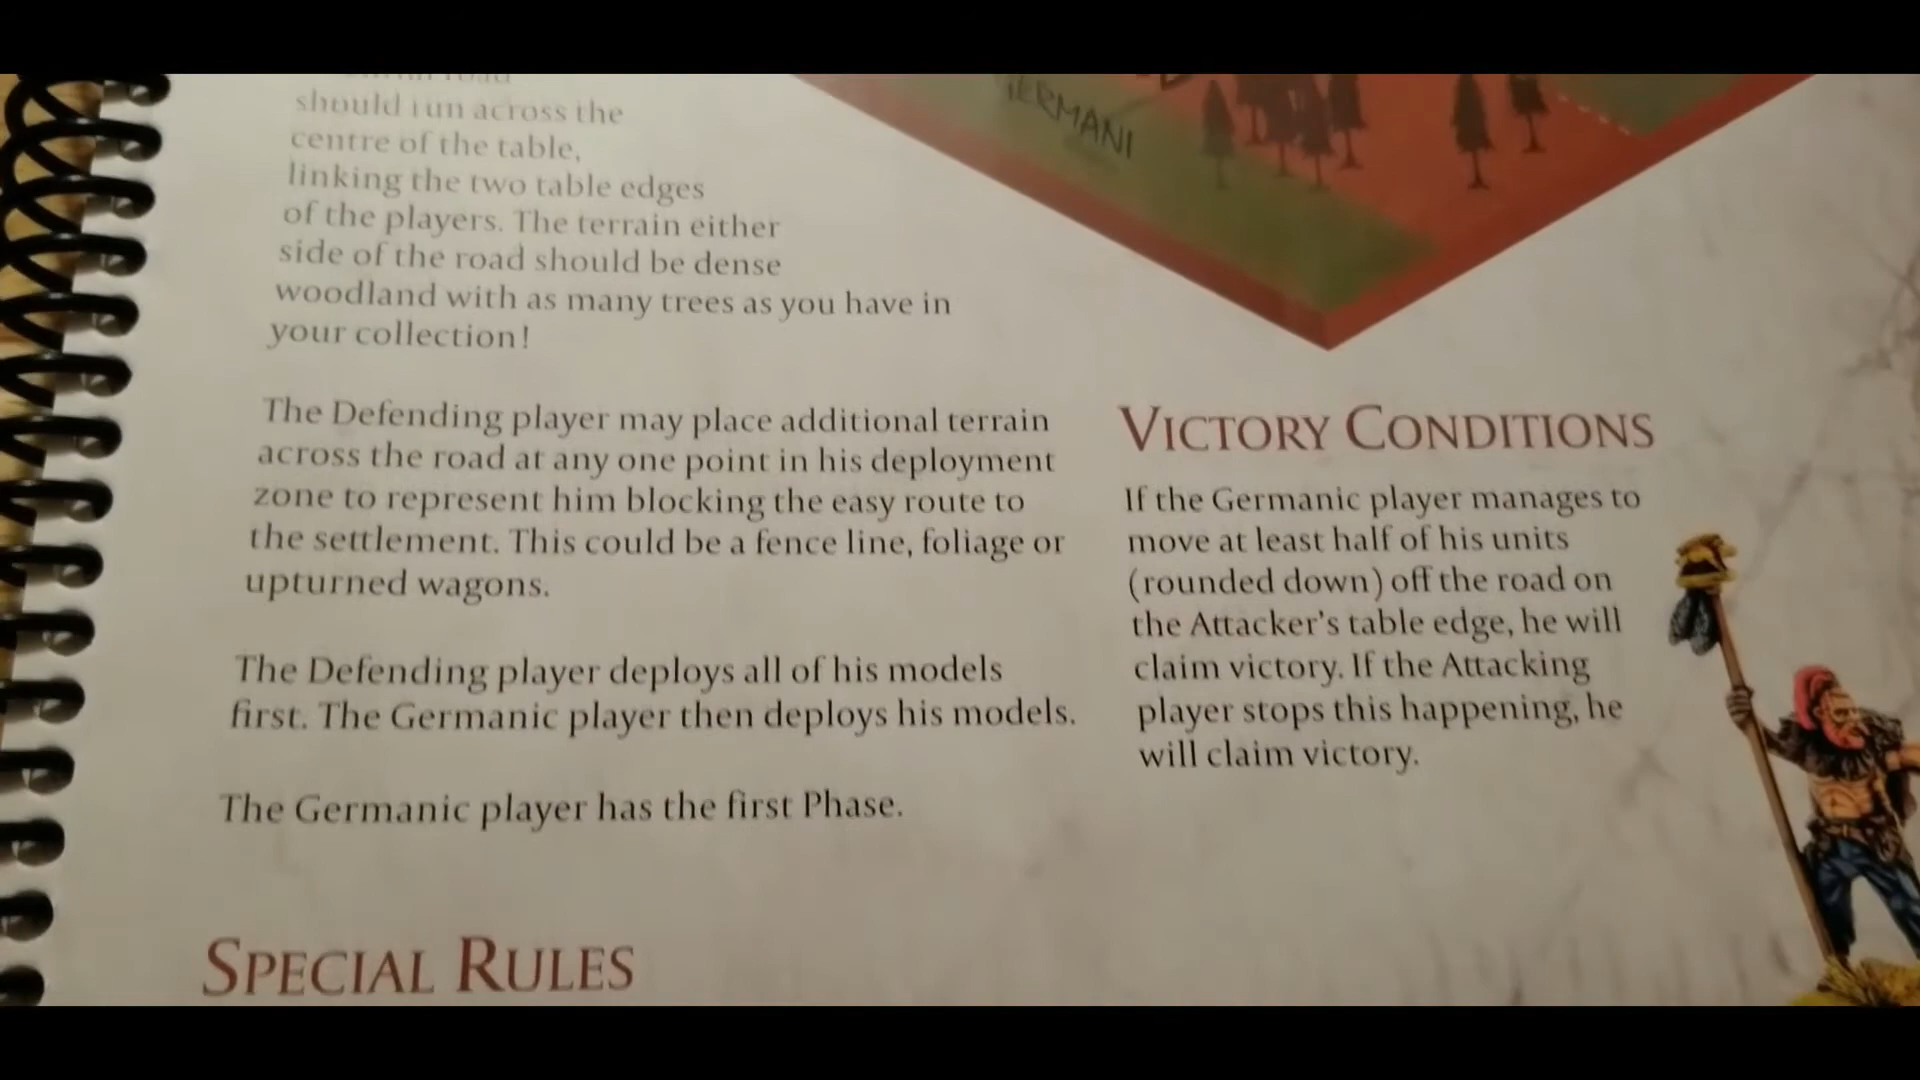 road
should run across the
centre of the table,
linking the two table edges
of the players. The terrain either
side of the road should be dense
woodland with as many trees as you have in
your collection!
The Defending player may place additional terrain
across the road at any one point in his deployment
zone to represent him blocking the easy route to
the settlement. This could be a fence line, foliage or
upturned wagons.
The Defending player deploys all of his models
first. The Germanic player then deploys his models.
The Germanic player has the first Phase.
SPECIAL RULES
GERMANI
VICTORY CONDITIONS
If the Germanic player manages to
move at least half of his units
(rounded down) off the road on
the Attacker's table edge, he will
claim victory. If the Attacking
player stops this happening, he
will claim victory.